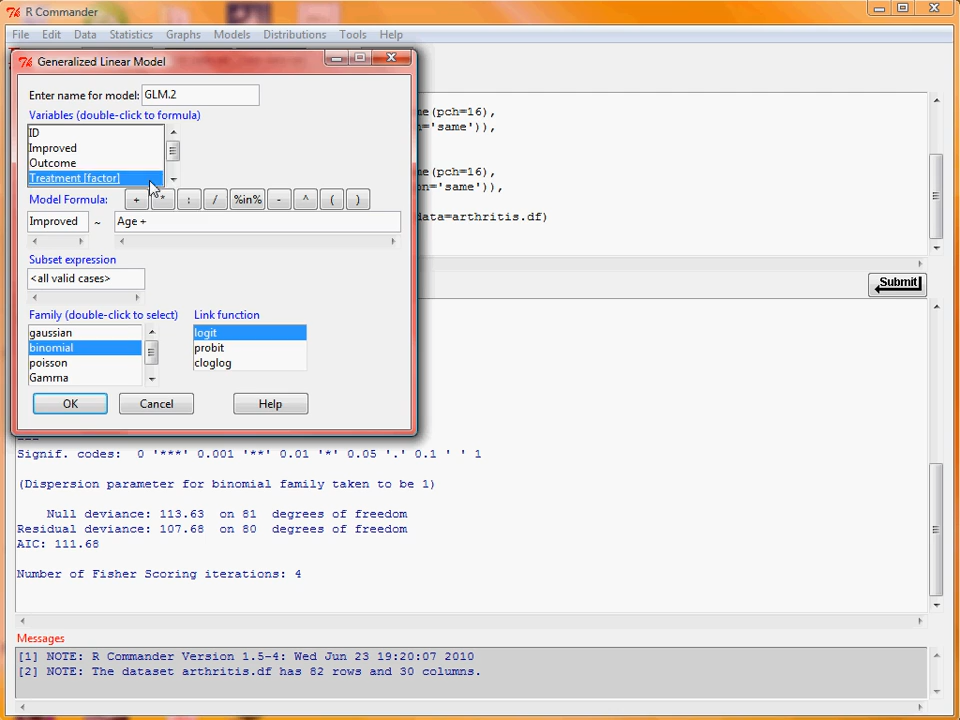 R Commander
File Edit Data Statistics Graphs Models Distributions Tools Help
Generalized Linear Model
Enter name for model: GLM.2
Variables (double-click to formula)
ID
Improved
Outcome
Treatment [factor]
Model Formula: + * : / %in% - ^ ( )
Improved ~ Age +
Subset expression
<all valid cases>
Family (double-click to select) Link function
gaussian logit
binomial probit
poisson cloglog
Gamma
OK Cancel Help
me(pch=16),
='same')),
me(pch=16),
on='same')),
data=arthritis.df)
Submit
---
Signif. codes: 0 '***' 0.001 '**' 0.01 '*' 0.05 '.' 0.1 ' ' 1
(Dispersion parameter for binomial family taken to be 1)
Null deviance: 113.63 on 81 degrees of freedom
Residual deviance: 107.68 on 80 degrees of freedom
AIC: 111.68
Number of Fisher Scoring iterations: 4
Messages
[1] NOTE: R Commander Version 1.5-4: Wed Jun 23 19:20:07 2010
[2] NOTE: The dataset arthritis.df has 82 rows and 30 columns.